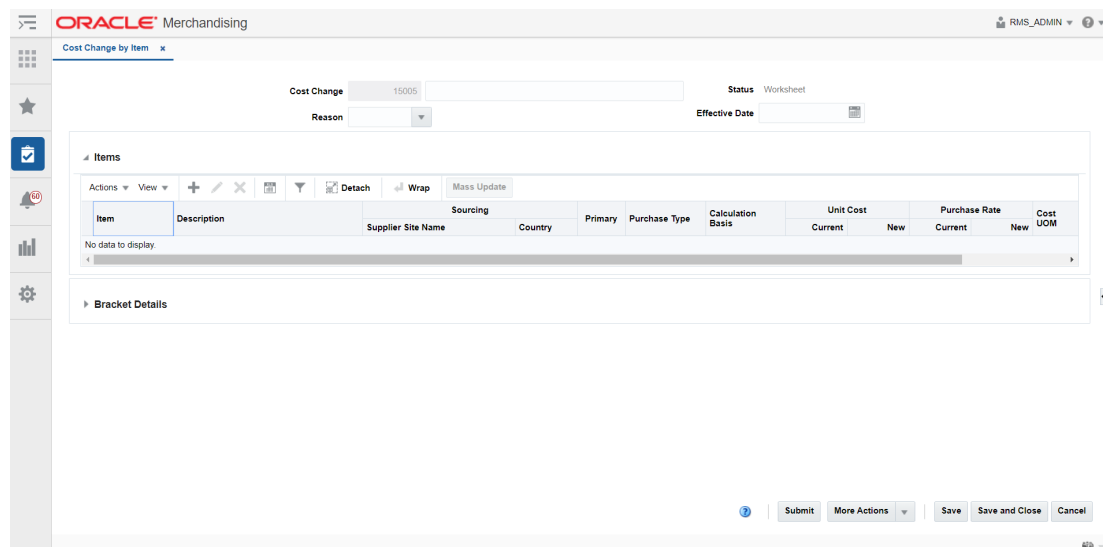 ORACLE® Merchandising RMS_ADMIN
Cost Change by Item x
Cost Change 15005 Status Worksheet
Reason Effective Date
Items
Actions View Detach Wrap Mass Update
Item Description Sourcing Primary Purchase Type Calculation Basis Unit Cost Purchase Rate Cost UOM
Supplier Site Name Country Current New Current New
No data to display.
60
Bracket Details
Submit More Actions Save Save and Close Cancel